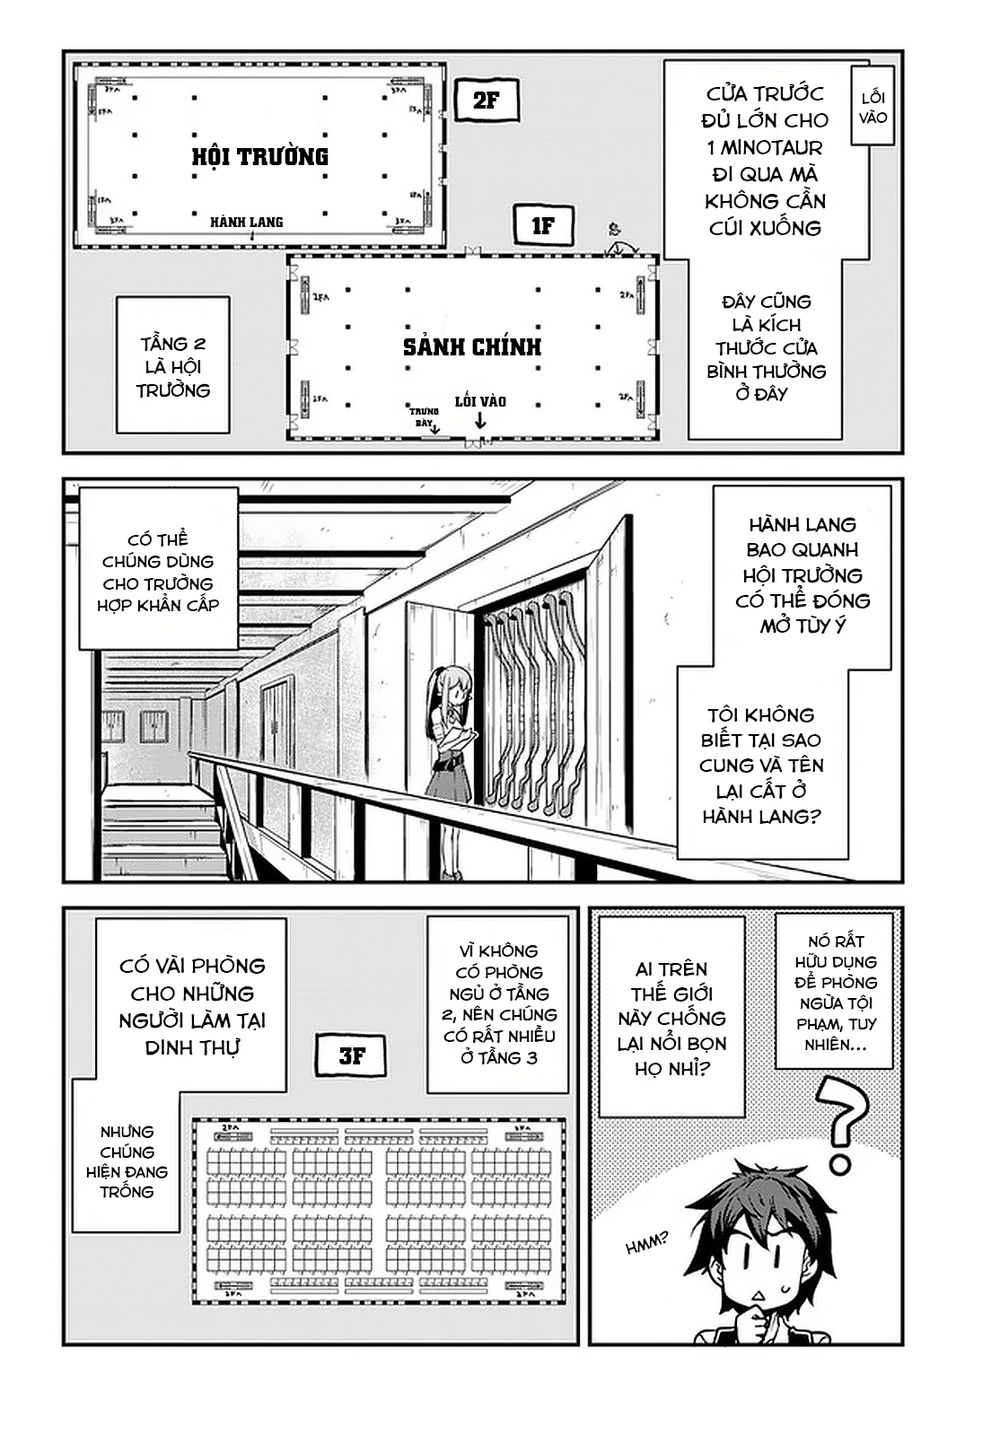 LỐI
VÀO
CỬA TRƯỚC
ĐỦ LỚN CHO
1 MINOTAUR
ĐI QUA MÀ
KHÔNG CẦN
CÚI XUỐNG
ĐÂY CŨNG
LÀ KÍCH
THƯỚC CỬA
BÌNH THƯỜNG
Ở ĐÂY
2F
HỘI TRƯỜNG
HÀNH LANG
1F
SẢNH CHÍNH
LỐI VÀO
TRƯNG
BÀY
TẦNG 2
LÀ HỘI
TRƯỜNG
HÀNH LANG
BAO QUANH
HỘI TRƯỜNG
CÓ THỂ ĐÓNG
MỞ TÙY Ý
TÔI KHÔNG
BIẾT TẠI SAO
CUNG VÀ TÊN
LẠI CẤT Ở
HÀNH LANG?
CÓ THỂ
CHÚNG DÙNG
CHO TRƯỜNG
HỢP KHẨN CẤP
NÓ RẤT
HỮU DỤNG
ĐỂ PHÒNG
NGỪA TỘI
PHẠM, TUY
NHIÊN...
AI TRÊN
THẾ GIỚI
NÀY CHỐNG
LẠI NỔI BỌN
HỌ NHỈ?
?
HMM?
VÌ KHÔNG
CÓ PHÒNG
NGỦ Ở TẦNG
2, NÊN CHÚNG
CÓ RẤT NHIỀU
Ở TẦNG 3
3F
CÓ VÀI PHÒNG
CHO NHỮNG
NGƯỜI LÀM TẠI
DINH THỰ
NHƯNG
CHÚNG
HIỆN ĐANG
TRỐNG